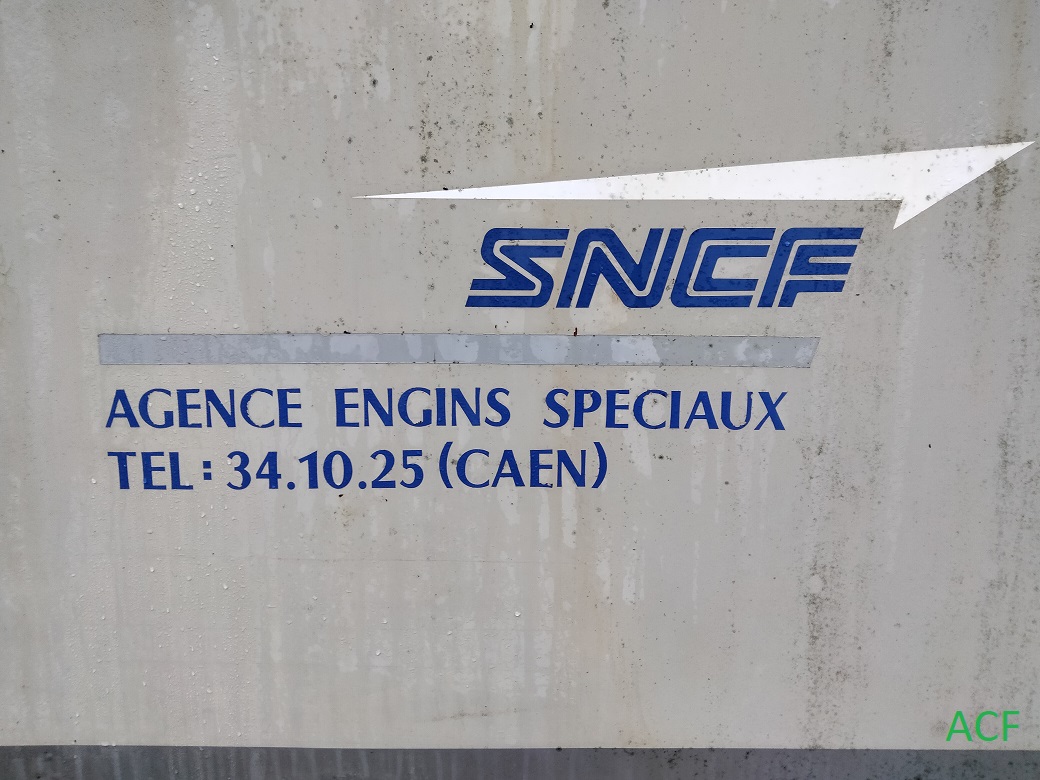 SNCF
AGENCE ENGINS SPECIAUX
TEL: 34.10.25 (CAEN)
ACF